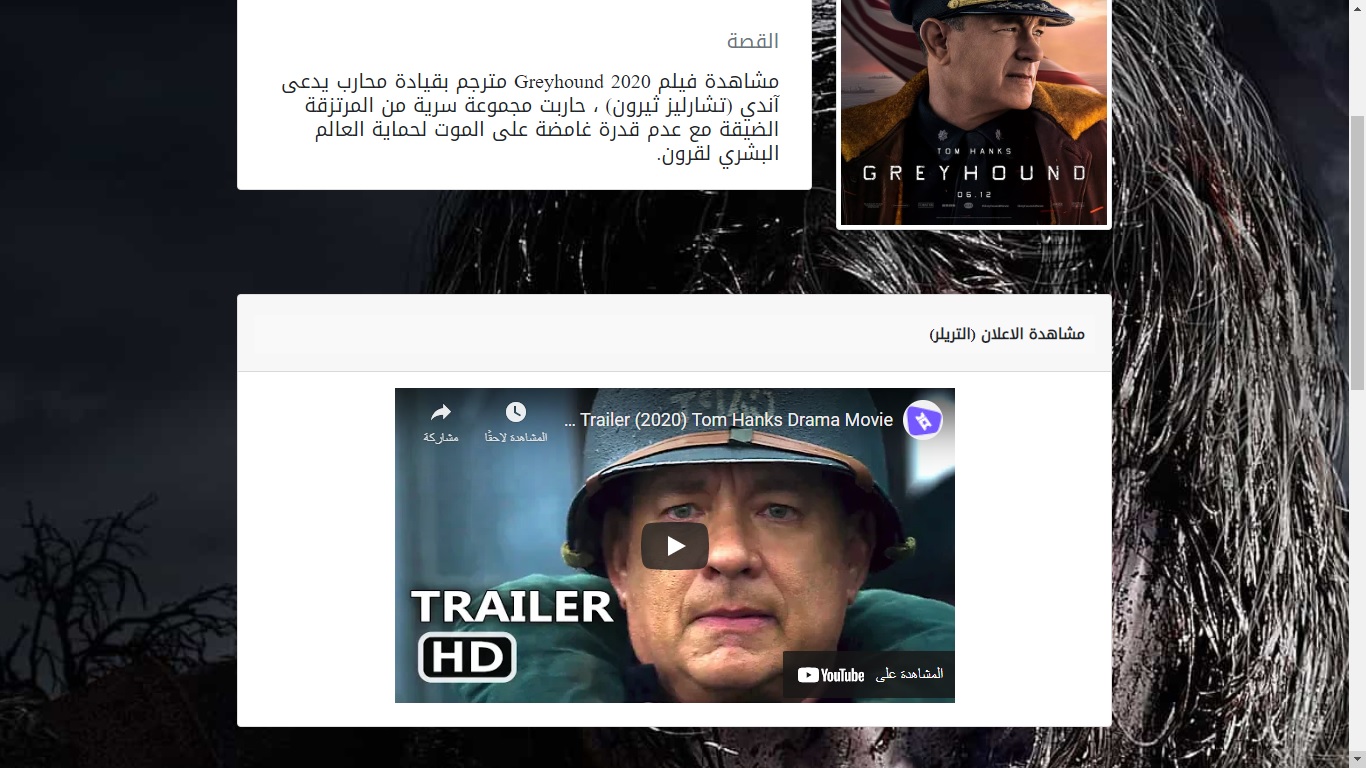 القصة
مشاهدة فيلم Greyhound 2020 مترجم بقيادة محارب يدعى
آندي (تشارليز ثيرون) ، حاربت مجموعة سرية من المرتزقة
الضيقة مع عدم قدرة غامضة على الموت لحماية العالم
البشري لقرون.
TOM HANKS
GREYHOUND
06.12
مشاهدة الاعلان (التريلر)
... Trailer (2020) Tom Hanks Drama Movie
المشاهدة لاحقًا
مشاركة
TRAILER
HD
المشاهدة على YouTube